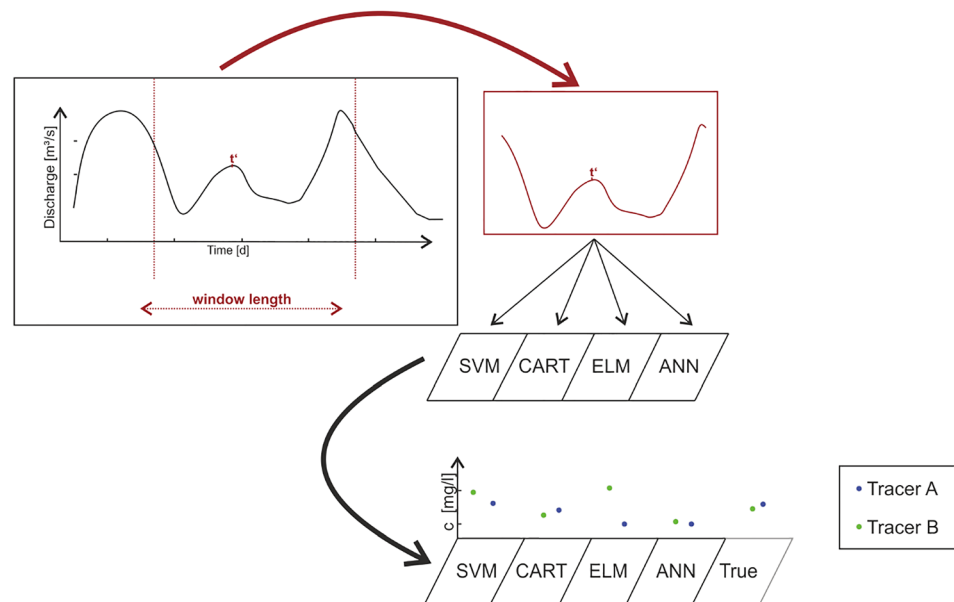 Discharge [m³/s]
t'
Time [d]
window length
t'
SVM CART ELM ANN
c [mg/l]
Tracer A
Tracer B
SVM CART ELM ANN True